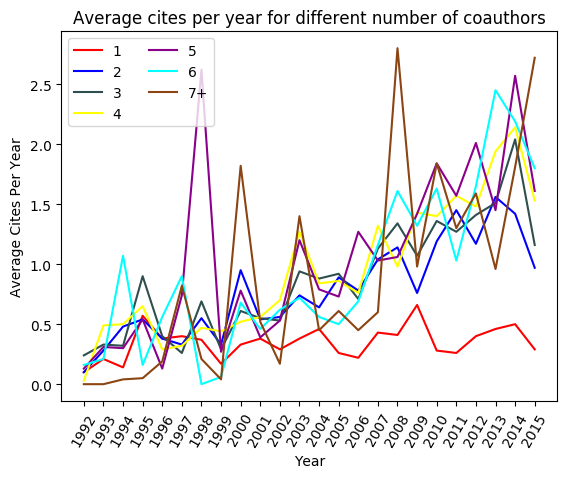 Average cites per year for different number of coauthors
1 5
2 6
3 7+
4
2.5
2.0
1.5
1.0
0.5
0.0
Average Cites Per Year
1992 1993 1994 1995 1996 1997 1998 1999 2000 2001 2002 2003 2004 2005 2006 2007 2008 2009 2010 2011 2012 2013 2014 2015
Year